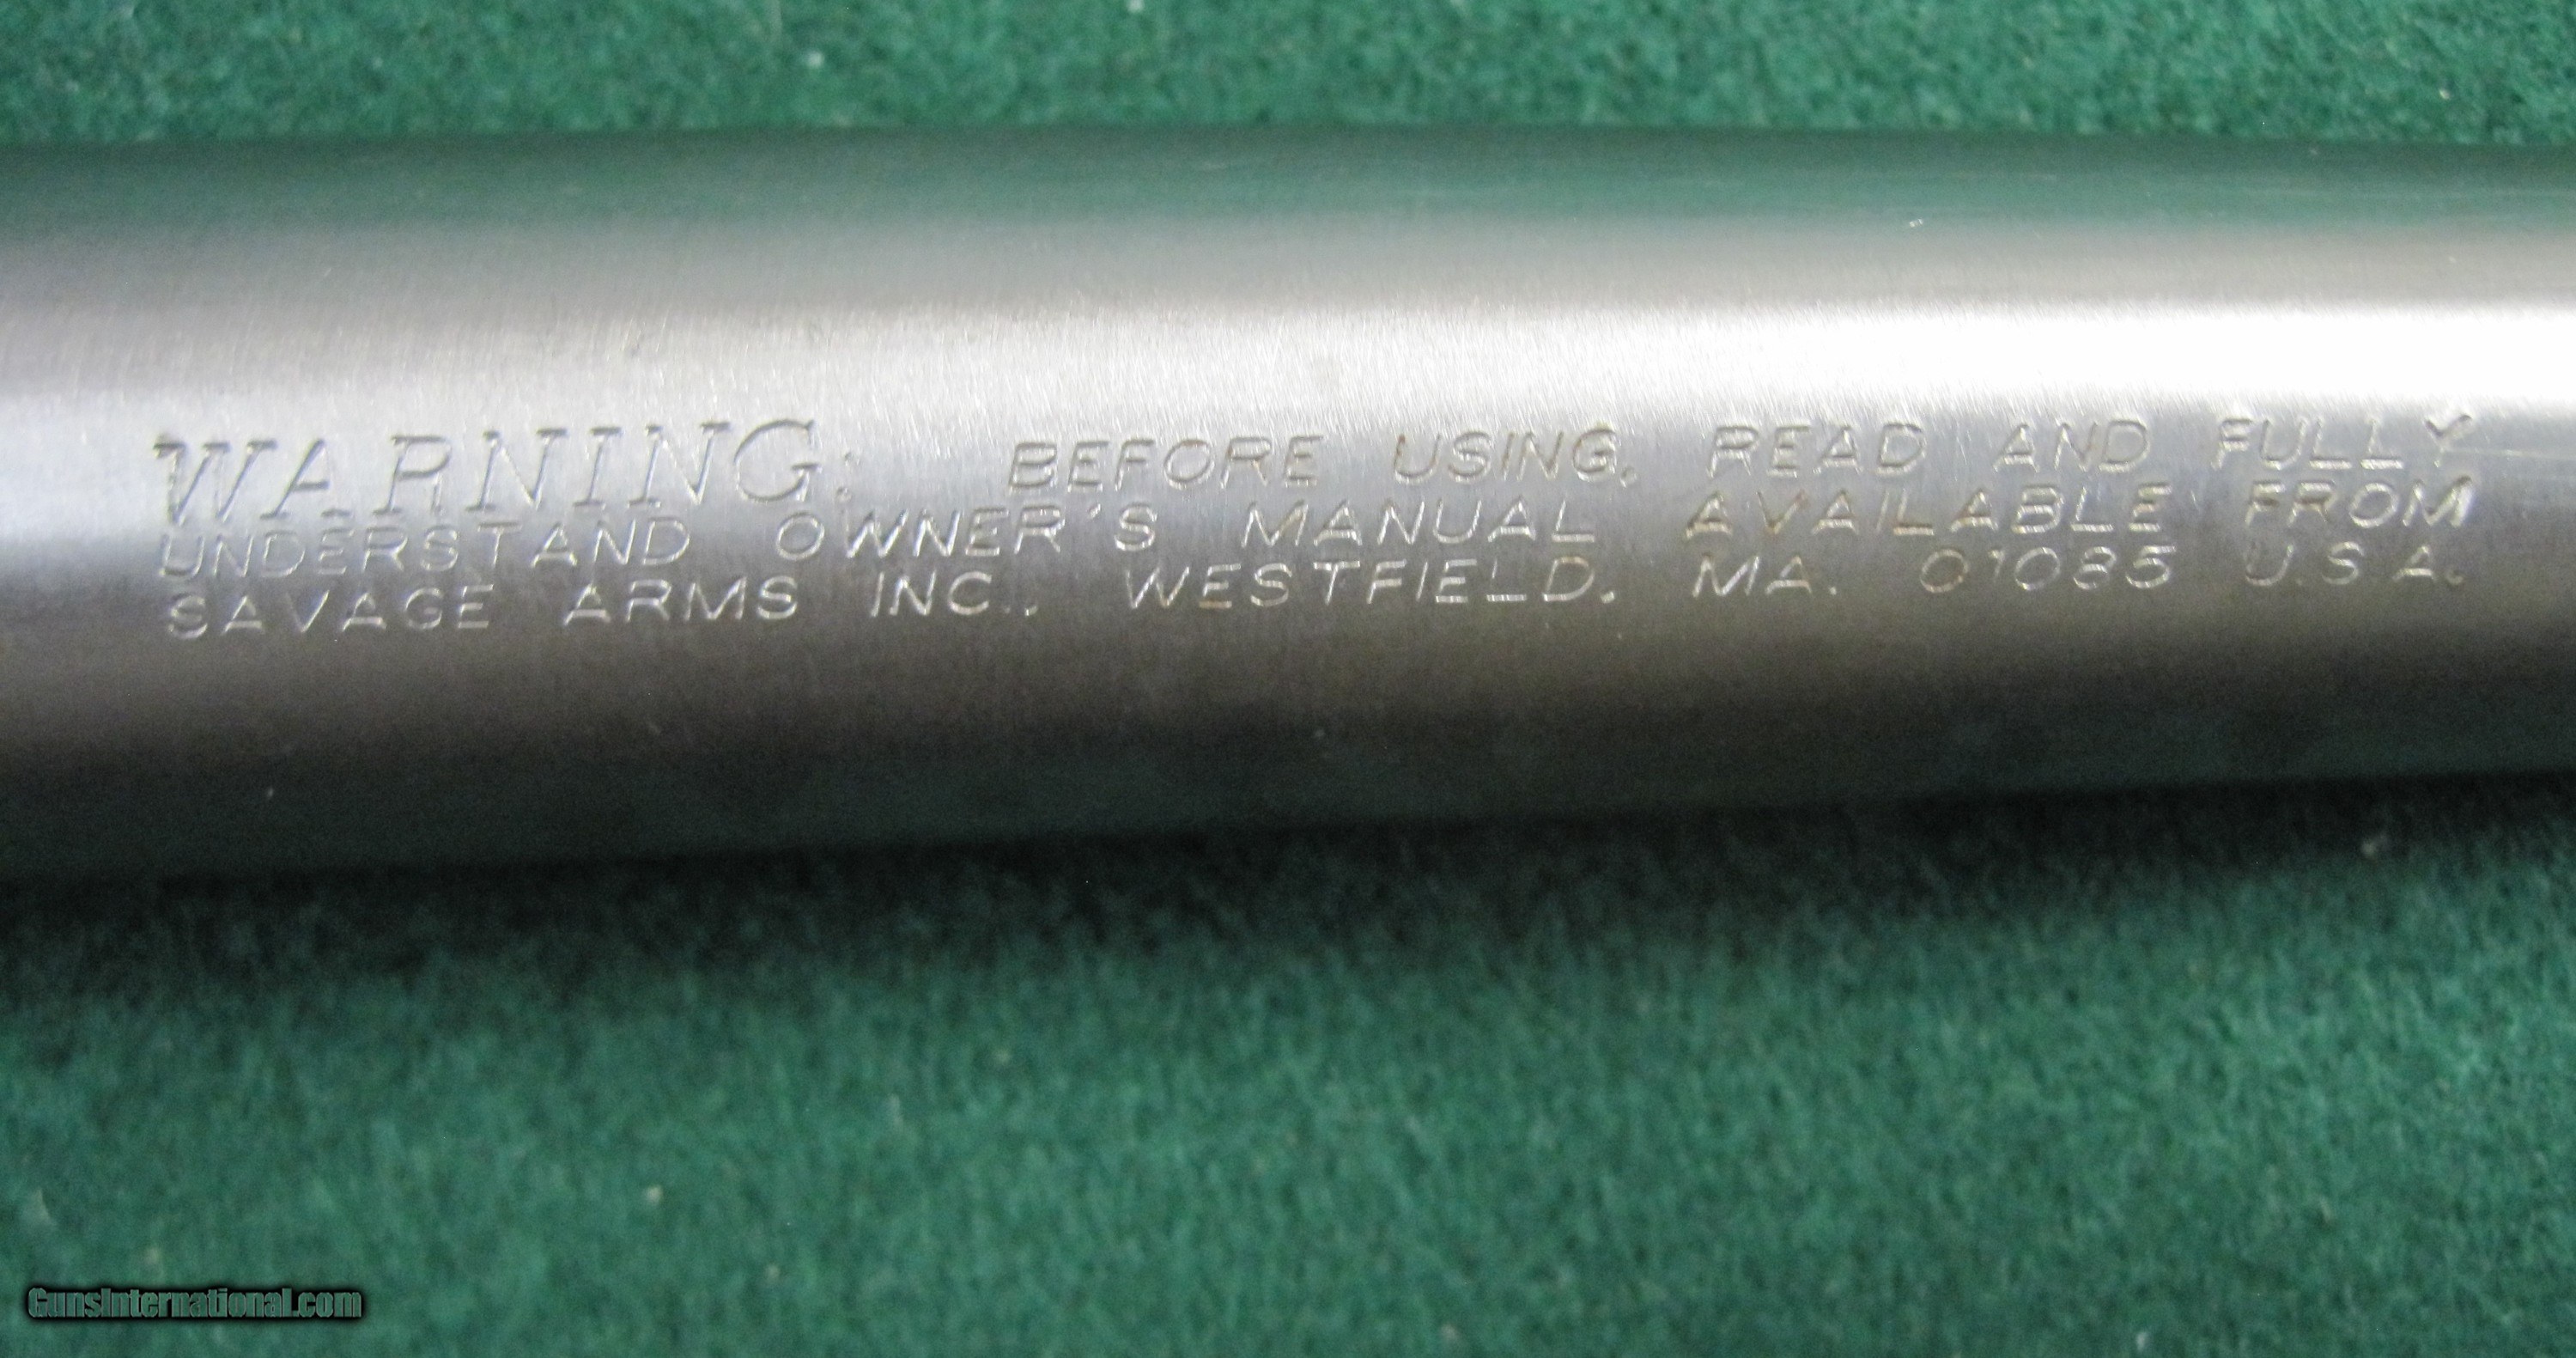 WARNING: BEFORE USING, READ AND FULLY
UNDERSTAND OWNER'S MANUAL AVAILABLE FROM
SAVAGE ARMS INC., WESTFIELD, MA. 01085 U.S.A.
GunsInternational.com